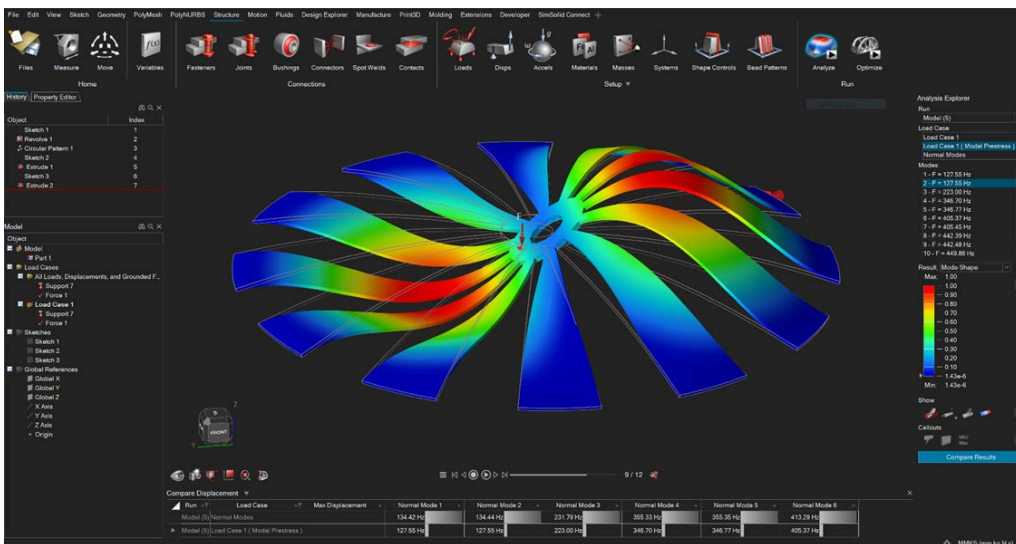 File Edit View Sketch Geometry PolyMesh PolyNURBS Structure Motion Fluids Design Explorer Manufacture Print3D Molding Extensions Developer SimSolid Connect +
Files Measure Move Variables Fasteners Joints Bushings Connectors Spot Welds Contacts Loads Disps Accels Materials Masses Systems Shape Controls Bead Patterns Analyze Optimize
Home Connections Setup Run
History Property Editor
Object Index
Sketch 1 1
Revolve 1 2
Circular Pattern 1 3
Sketch 2 4
Extrude 1 5
Sketch 3 6
Extrude 2 7
Model
Object
Model
Part 1
Load Cases
All Loads, Displacements, and Grounded F...
Support 7
Force 1
Load Case 1
Support 7
Force 1
Sketches
Sketch 1
Sketch 2
Sketch 3
Global References
Global X
Global Y
Global Z
X Axis
Y Axis
Z Axis
Origin
F
Z
FRONT
Y
9 / 12
Analysis Explorer
Run
Model (5)
Load Case
Load Case 1
Load Case 1 ( Modal Prestress )
Normal Modes
Modes:
1 - F = 127.55 Hz
2 - F = 127.55 Hz
3 - F = 223.00 Hz
4 - F = 346.70 Hz
5 - F = 346.77 Hz
6 - F = 405.37 Hz
7 - F = 405.45 Hz
8 - F = 442.39 Hz
9 - F = 442.48 Hz
10 - F = 449.86 Hz
Result: Mode Shape
Max: 1.00
1.00
0.90
0.80
0.70
0.60
0.50
0.40
0.30
0.20
0.10
1.43e-6
Min: 1.43e-6
Show
Callouts
Min/
Max
Compare Results
Compare Displacement
Run Load Case Max Displacement Normal Mode 1 Normal Mode 2 Normal Mode 3 Normal Mode 4 Normal Mode 5 Normal Mode 6
Model (5) Normal Modes 134.42 Hz 134.44 Hz 231.79 Hz 355.33 Hz 355.35 Hz 413.29 Hz
Model (5) Load Case 1 ( Modal Prestress ) 127.55 Hz 127.55 Hz 223.00 Hz 346.70 Hz 346.77 Hz 405.37 Hz
MMKS (mm kg N s)